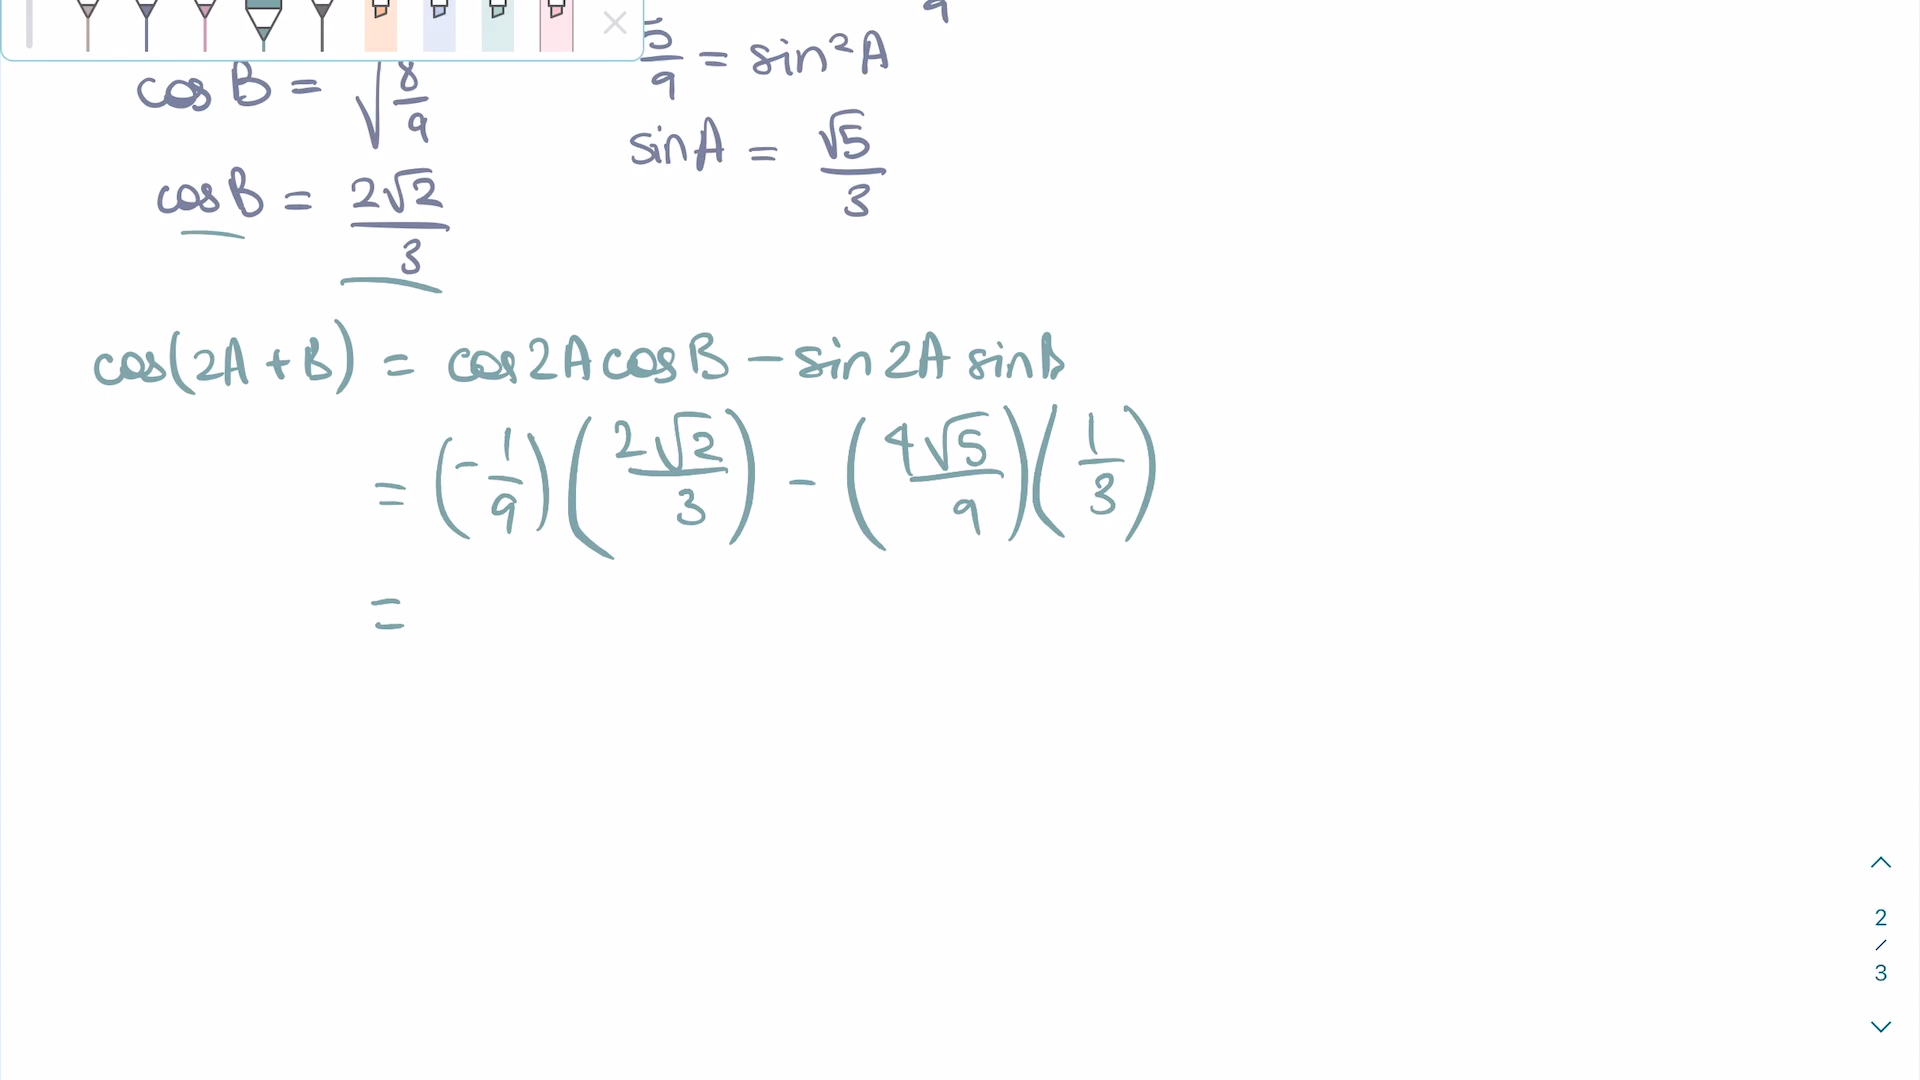 cos B = √(8/9)
cos B = 2√2/3
5/9 = sin²A
sin A = √5/3
cos(2A + B) = cos 2A cos B − sin 2A sin B
= (−1/9)(2√2/3) − (4√5/9)(1/3)
=
2
/
3